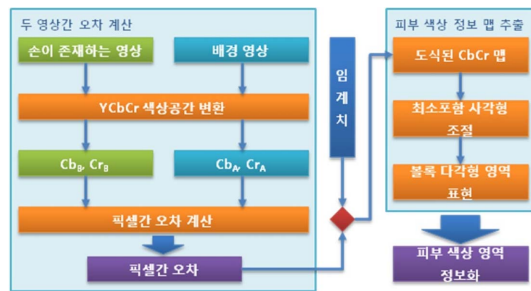 두 영상간 오차 계산
손이 존재하는 영상
배경 영상
YCbCr 색상공간 변환
Cb_B, Cr_B
Cb_A, Cr_A
픽셀간 오차 계산
픽셀간 오차
임
계
치
피부 색상 정보 맵 추출
도식된 CbCr 맵
최소포함 사각형
조절
볼록 다각형 영역
표현
피부 색상 영역
정보화